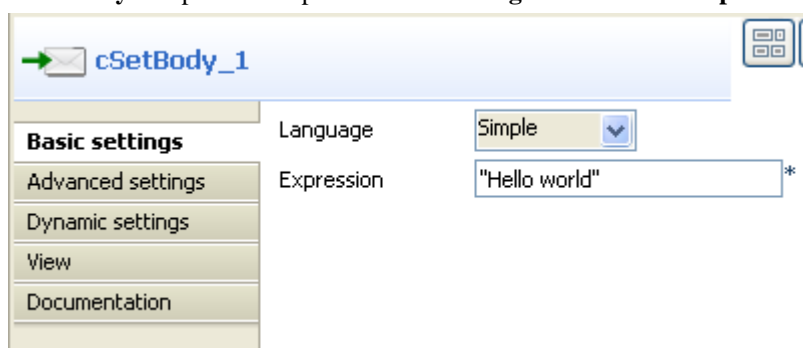 cSetBody_1
Basic settings
Advanced settings
Dynamic settings
View
Documentation
Language Simple
Expression "Hello world" *